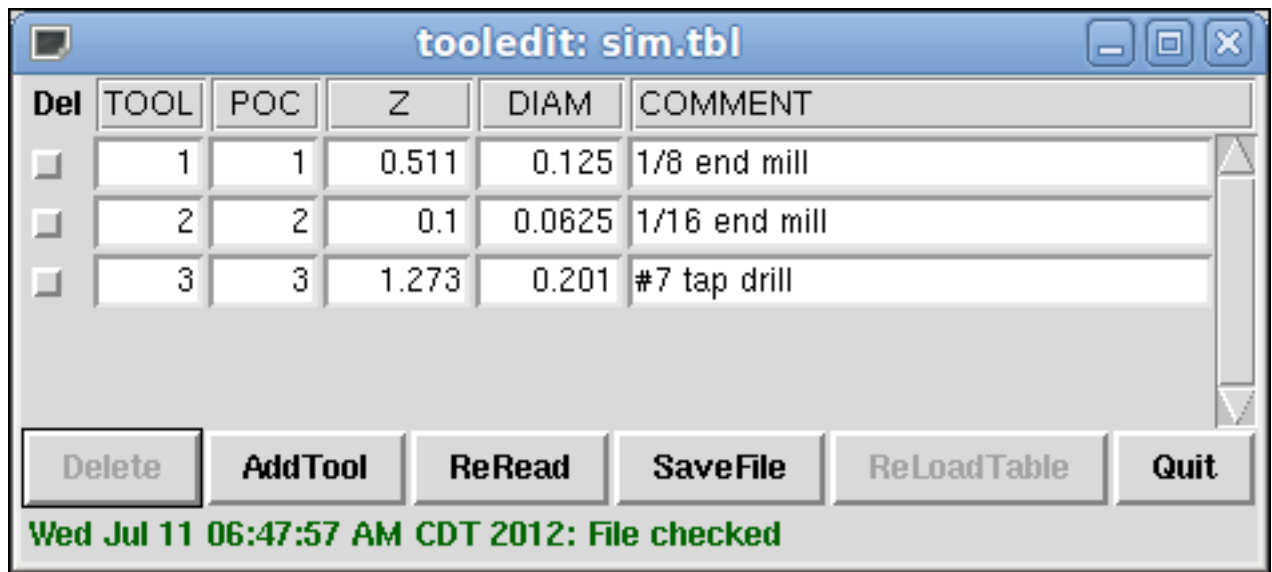 tooledit: sim.tbl
Del TOOL POC Z DIAM COMMENT
1 1 0.511 0.125 1/8 end mill
2 2 0.1 0.0625 1/16 end mill
3 3 1.273 0.201 #7 tap drill
Delete AddTool ReRead SaveFile ReLoadTable Quit
Wed Jul 11 06:47:57 AM CDT 2012: File checked